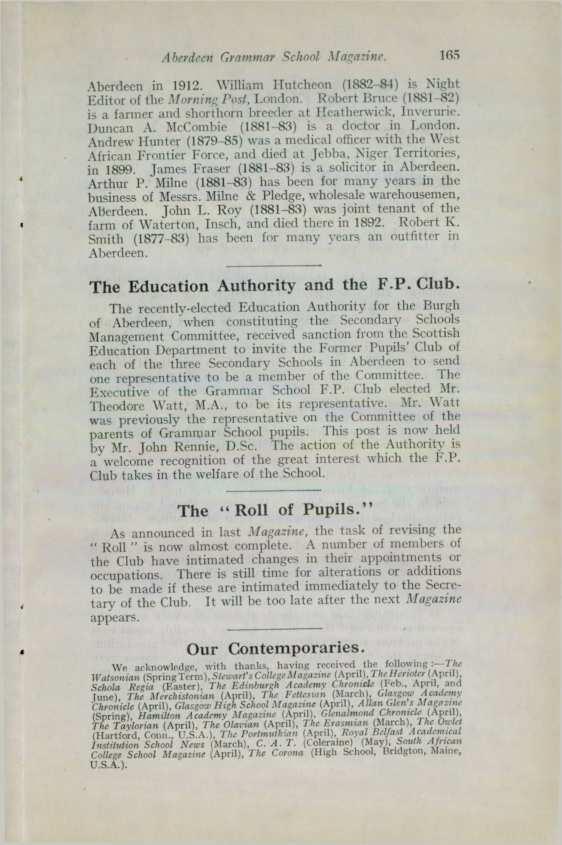 Aberdeen Grammar School Magazine. 165
Aberdeen in 1912. William Hutcheon (1882–84) is Night
Editor of the Morning Post, London. Robert Bruce (1881–82)
is a farmer and shorthorn breeder at Heatherwick, Inverurie.
Duncan A. McCombie (1881–83) is a doctor in London.
Andrew Hunter (1879–85) was a medical officer with the West
African Frontier Force, and died at Jebba, Niger Territories,
in 1899. James Fraser (1881–83) is a solicitor in Aberdeen.
Arthur P. Milne (1881–83) has been for many years in the
business of Messrs. Milne & Pledge, wholesale warehousemen,
Aberdeen. John L. Roy (1881–83) was joint tenant of the
farm of Waterton, Insch, and died there in 1892. Robert K.
Smith (1877–83) has been for many years an outfitter in
Aberdeen.
The Education Authority and the F.P. Club.
The recently-elected Education Authority for the Burgh
of Aberdeen, when constituting the Secondary Schools
Management Committee, received sanction from the Scottish
Education Department to invite the Former Pupils' Club of
each of the three Secondary Schools in Aberdeen to send
one representative to be a member of the Committee. The
Executive of the Grammar School F.P. Club elected Mr.
Theodore Watt, M.A., to be its representative. Mr. Watt
was previously the representative on the Committee of the
parents of Grammar School pupils. This post is now held
by Mr. John Rennie, D.Sc. The action of the Authority is
a welcome recognition of the great interest which the F.P.
Club takes in the welfare of the School.
The “Roll of Pupils.”
As announced in last Magazine, the task of revising the
“Roll” is now almost complete. A number of members of
the Club have intimated changes in their appointments or
occupations. There is still time for alterations or additions
to be made if these are intimated immediately to the Secre-
tary of the Club. It will be too late after the next Magazine
appears.
Our Contemporaries.
We acknowledge, with thanks, having received the following:—The
Watsonian (Spring Term), Stewart's College Magazine (April), The Herioter (April),
Schola Regia (Easter), The Edinburgh Academy Chronicle (Feb., April, and
June), The Merchistonian (April), The Fettesian (March), Glasgow Academy
Chronicle (April), Glasgow High School Magazine (April), Allan Glen's Magazine
(Spring), Hamilton Academy Magazine (April), Glenalmond Chronicle (April),
The Taylorian (April), The Olavian (April), The Erasmian (March), The Owlet
(Hartford, Conn., U.S.A.), The Portmuthian (April), Royal Belfast Academical
Institution School News (March), C. A. T. (Coleraine) (May), South African
College School Magazine (April), The Corona (High School, Bridgton, Maine,
U.S.A.).